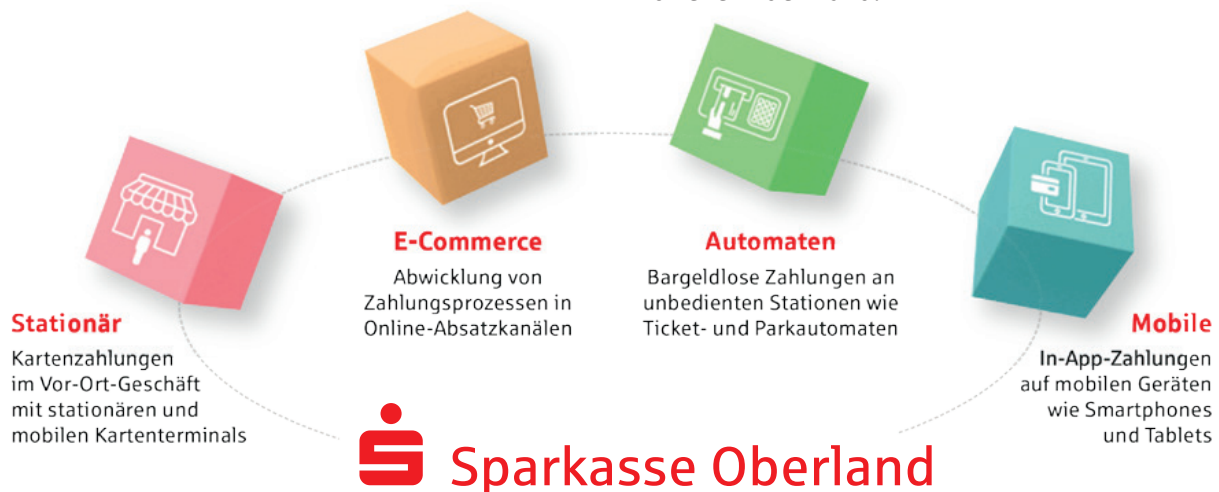 E-Commerce
Abwicklung von
Zahlungsprozessen in
Online-Absatzkanälen
Automaten
Bargeldlose Zahlungen an
unbedienten Stationen wie
Ticket- und Parkautomaten
Stationär
Kartenzahlungen
im Vor-Ort-Geschäft
mit stationären und
mobilen Kartenterminals
Mobile
In-App-Zahlungen
auf mobilen Geräten
wie Smartphones
und Tablets
Sparkasse Oberland